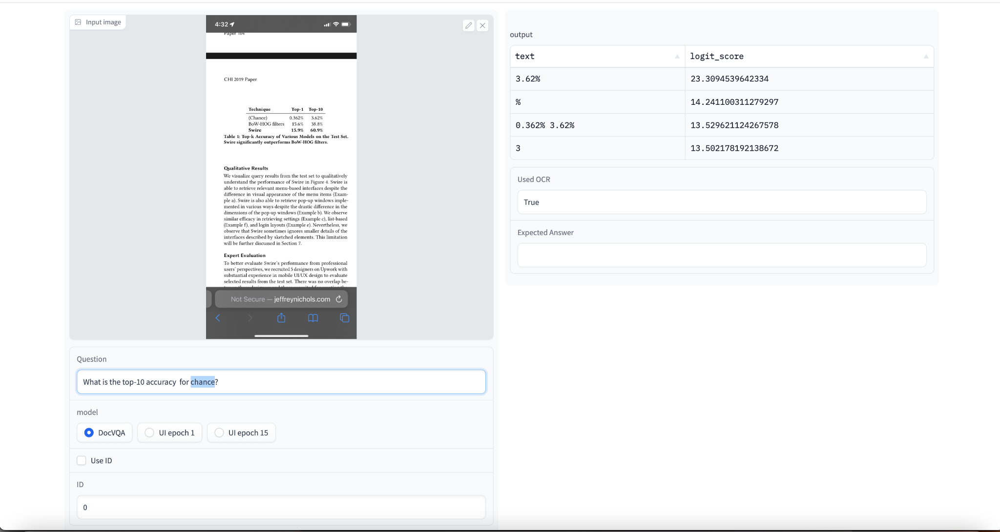 Input image
4:32
Paper 104
CHI 2019 Paper
Technique Top-1 Top-10
(Chance) 0.362% 3.62%
BoW-HOG filters 15.6% 38.8%
Swire 15.9% 60.9%
Table 1: Top-k Accuracy of Various Models on the Test Set.
Swire significantly outperforms BoW-HOG filters.
Qualitative Results
We visualize query results from the test set to qualitatively
understand the performance of Swire in Figure 4. Swire is
able to retrieve relevant menu-based interfaces despite the
difference in visual appearance of the menu items (Exam-
ple a). Swire is also able to retrieve pop-up windows imple-
mented in various ways despite the drastic difference in the
dimensions of the pop-up windows (Example b). We observe
similar efficacy in retrieving settings (Example c), list-based
(Example f), and login layouts (Example e). Nevertheless, we
observe that Swire sometimes ignores smaller details of the
interfaces described by sketched elements. This limitation
will be further discussed in Section 7.
Expert Evaluation
To better evaluate Swire's performance from professional
users' perspectives, we recruited 5 designers on Upwork with
substantial experience in mobile UI/UX design to evaluate
selected results from the test set. There was no overlap be-
Not Secure — jeffreynichols.com
Question
What is the top-10 accuracy  for chance?
model
DocVQA UI epoch 1 UI epoch 15
Use ID
ID
0
output
text logit_score
3.62% 23.3094539642334
% 14.241100311279297
0.362% 3.62% 13.529621124267578
3 13.502178192138672
Used OCR
True
Expected Answer